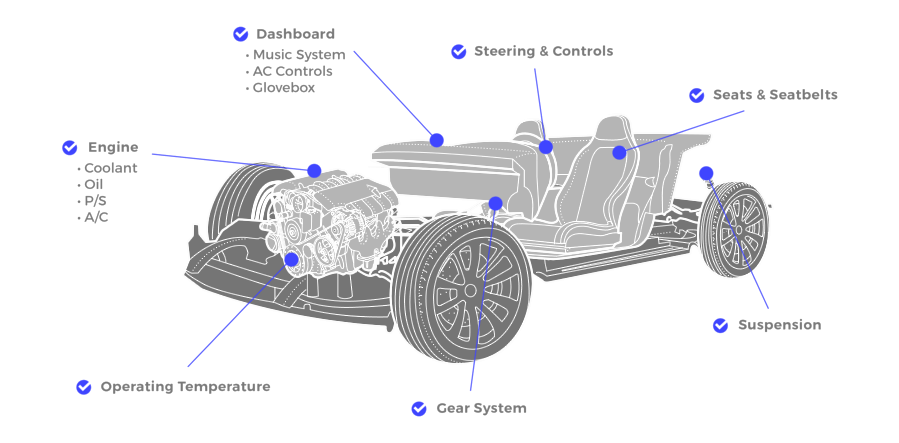 Dashboard
• Music System
• AC Controls
• Glovebox
Steering & Controls
Seats & Seatbelts
Engine
• Coolant
• Oil
• P/S
• A/C
Suspension
Operating Temperature
Gear System